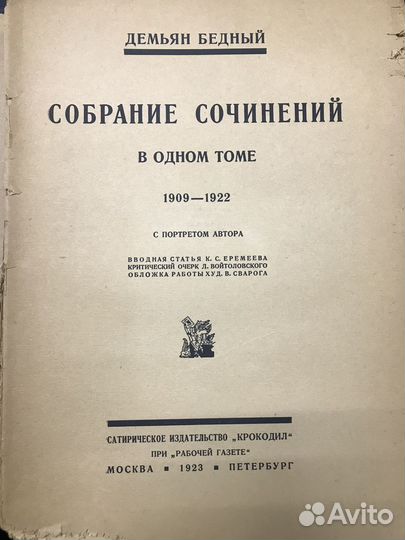 ДЕМЬЯН БЕДНЫЙ
СОБРАНИЕ СОЧИНЕНИЙ
В ОДНОМ ТОМЕ
1909—1922
С ПОРТРЕТОМ АВТОРА
ВВОДНАЯ СТАТЬЯ К. С. ЕРЕМЕЕВА
КРИТИЧЕСКИЙ ОЧЕРК Л. ВОЙТОЛОВСКОГО
ОБЛОЖКА РАБОТЫ ХУД. В. СВАРОГА
САТИРИЧЕСКОЕ ИЗДАТЕЛЬСТВО „КРОКОДИЛ“
ПРИ „РАБОЧЕЙ ГАЗЕТЕ“
МОСКВА ■ 1923 ■ ПЕТЕРБУРГ
Avito